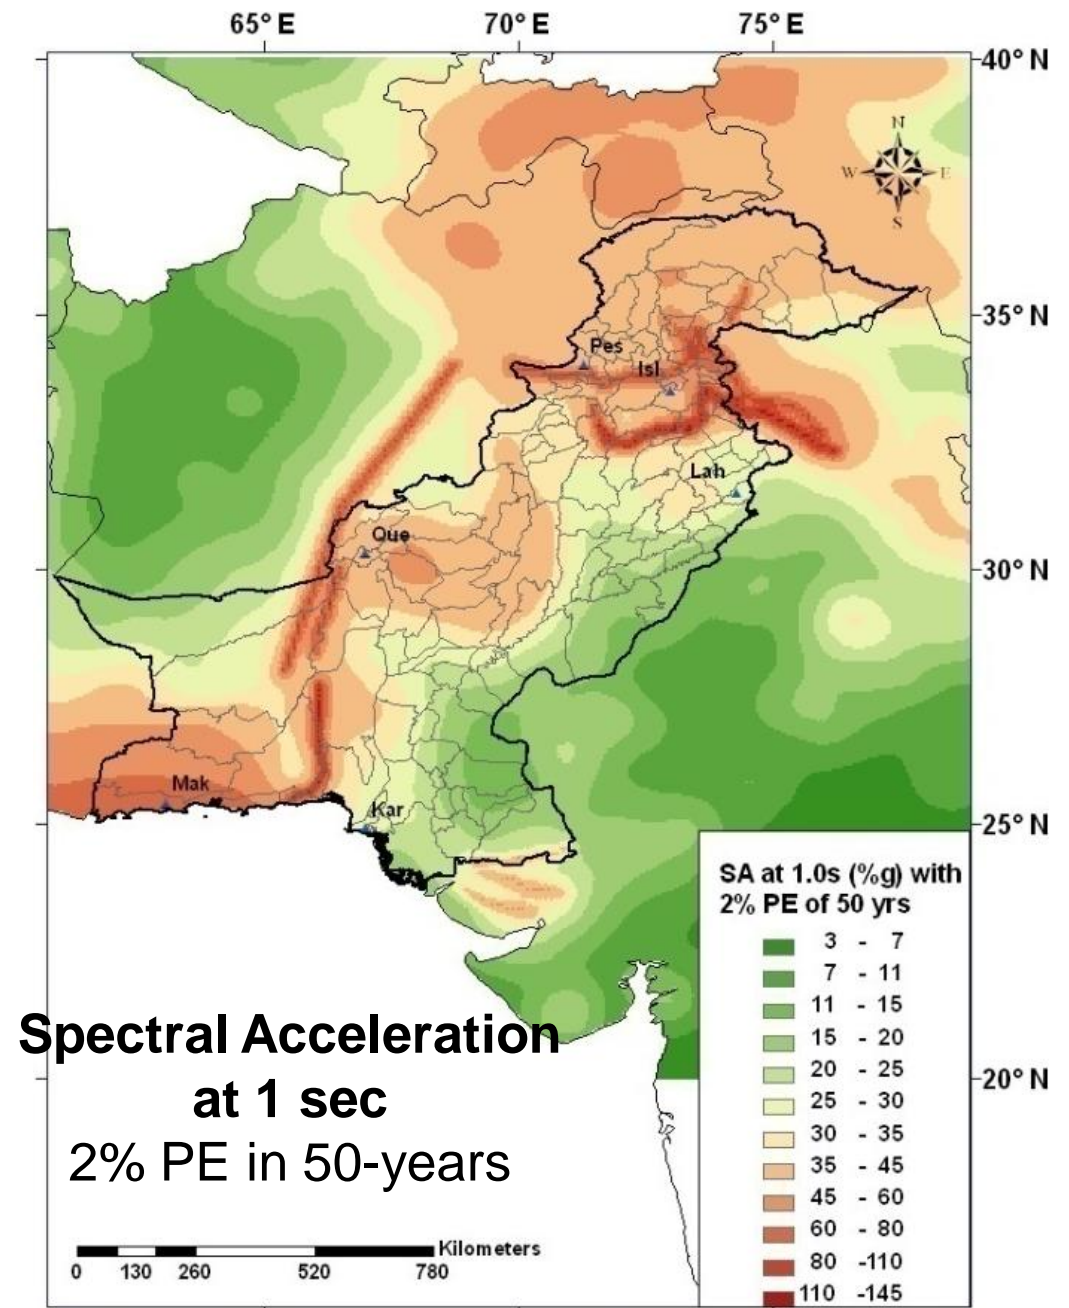 65° E 70° E 75° E
40° N
N
W E
S
35° N
Pes
Isl
Lah
Que
30° N
Mak
Kar
25° N
SA at 1.0s (%g) with
2% PE of 50 yrs
3 - 7
7 - 11
11 - 15
15 - 20
20 - 25
25 - 30
30 - 35
35 - 45
45 - 60
60 - 80
80 -110
110 -145
20° N
Spectral Acceleration
at 1 sec
2% PE in 50-years
Kilometers
0 130 260 520 780